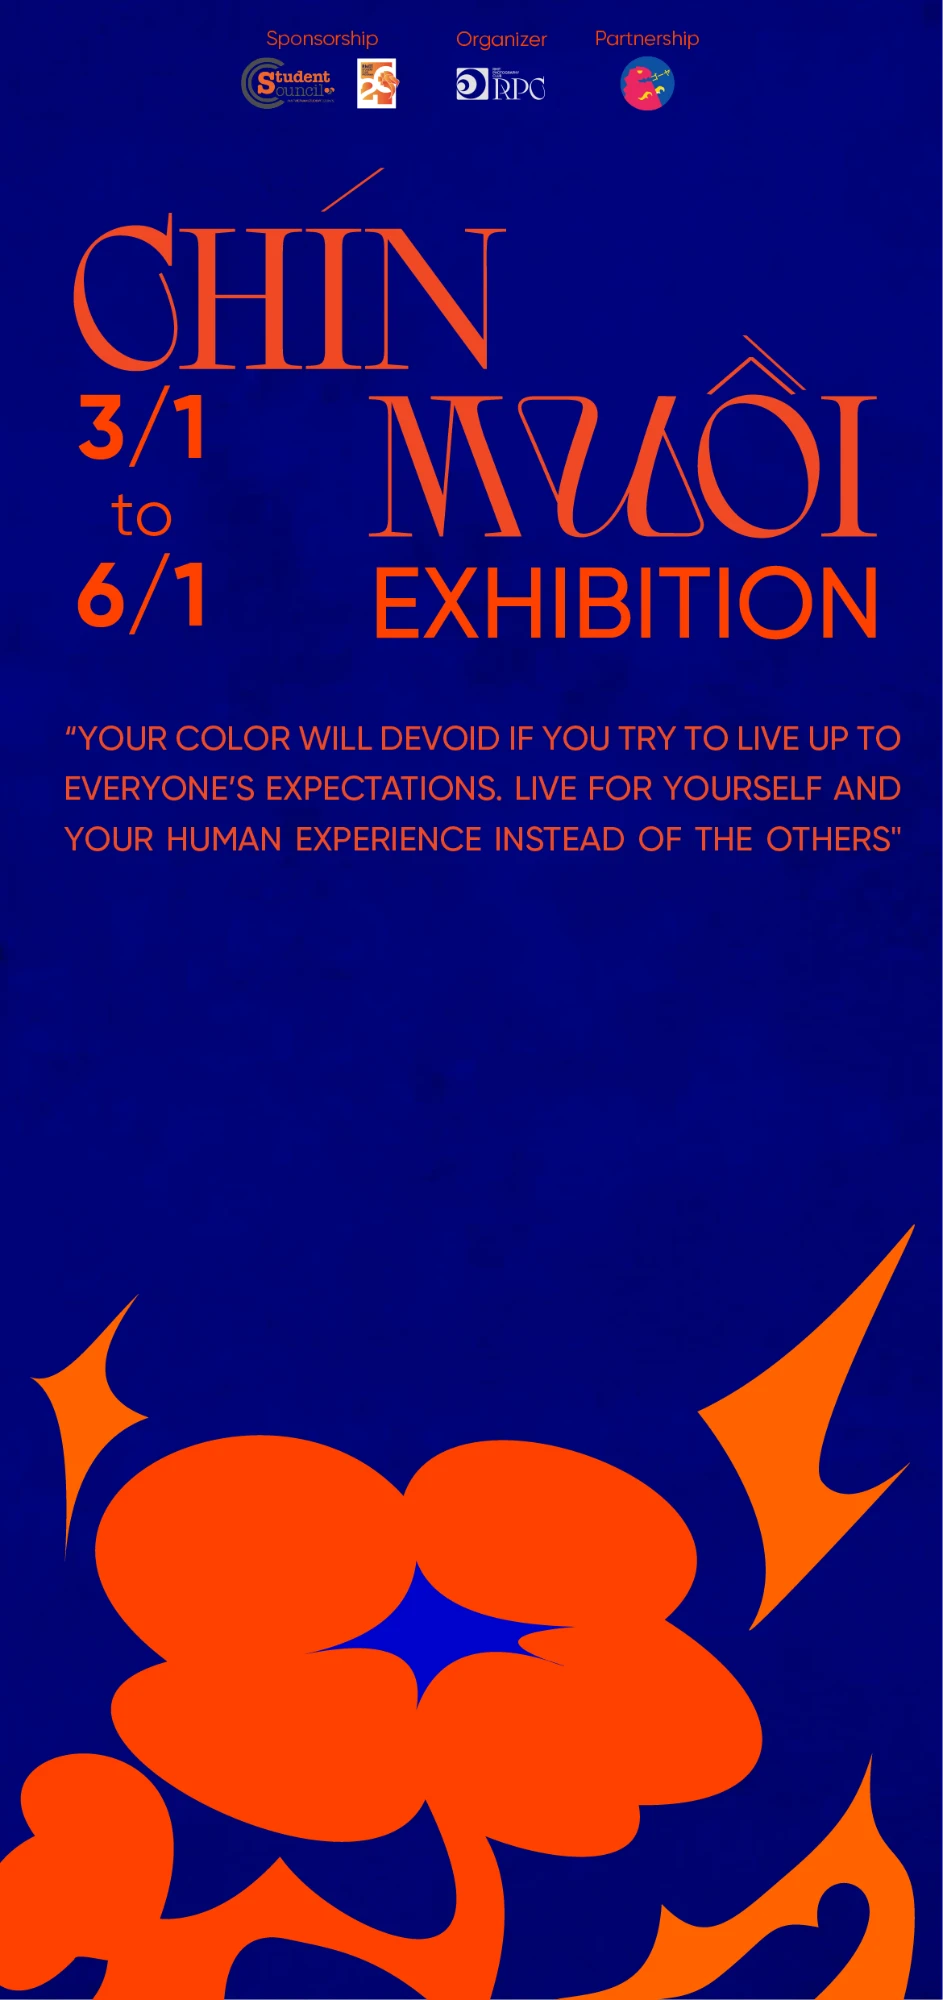 Sponsorship
Organizer
Partnership
Student
Council
RPC
CHÍN
MUỒI
3/1
to
6/1
EXHIBITION
“YOUR COLOR WILL DEVOID IF YOU TRY TO LIVE UP TO
EVERYONE’S EXPECTATIONS. LIVE FOR YOURSELF AND
YOUR HUMAN EXPERIENCE INSTEAD OF THE OTHERS"